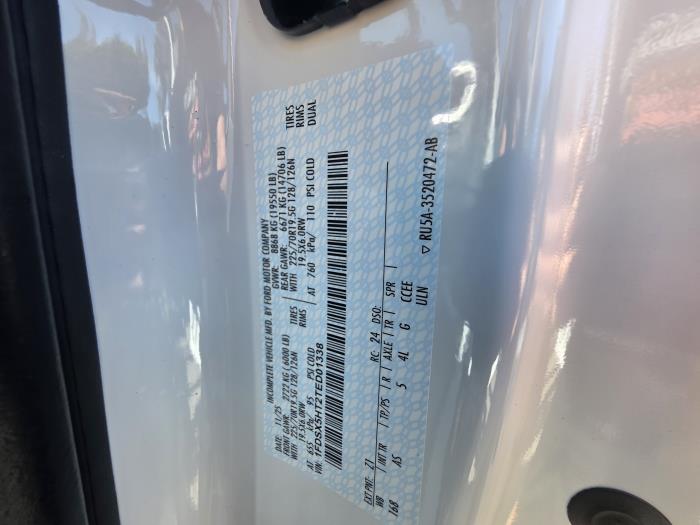 INCOMPLETE VEHICLE MFD. BY FORD MOTOR COMPANY
DATE: 11/25 GVWR: 8868 KG (19550 LB)
FRONT GAWR: 2722 KG (6000 LB) REAR GAWR: 6671 KG (14706 LB)
WITH 225/70R19.5G 128/126N TIRES WITH 225/70R19.5G 128/126N TIRES
19.5X6.0RW RIMS 19.5X6.0RW RIMS
AT 655 kPa/ 95 PSI COLD AT 760 kPa/ 110 PSI COLD DUAL
VIN: 1FDSX5HT2TED01338
EXT PNT: Z1 RC: 24 DSO:
WB INT TR TP/PS R AXLE TR SPR
168 AS 5 4L G CCEE
ULN
▽ RU5A-3520472-AB